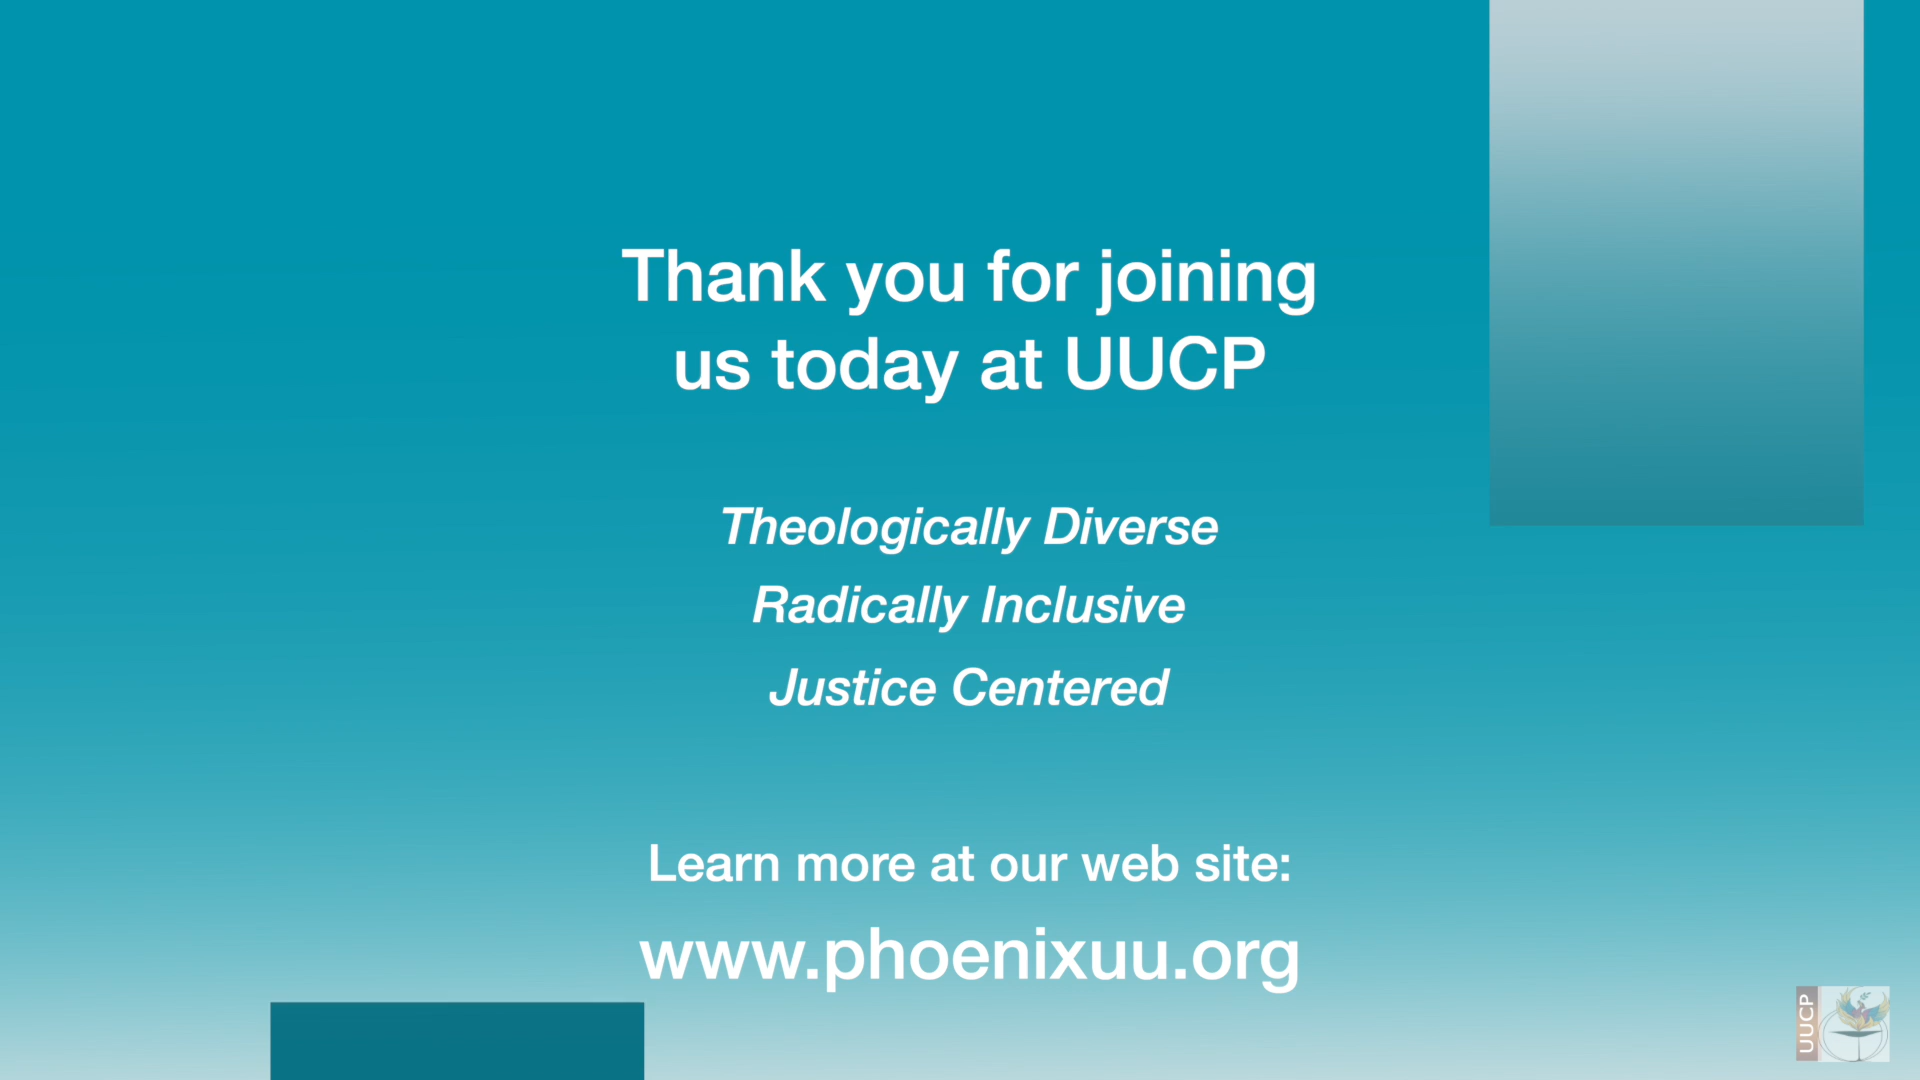 Thank you for joining
us today at UUCP
Theologically Diverse
Radically Inclusive
Justice Centered
Learn more at our web site:
www.phoenixuu.org
UUCP